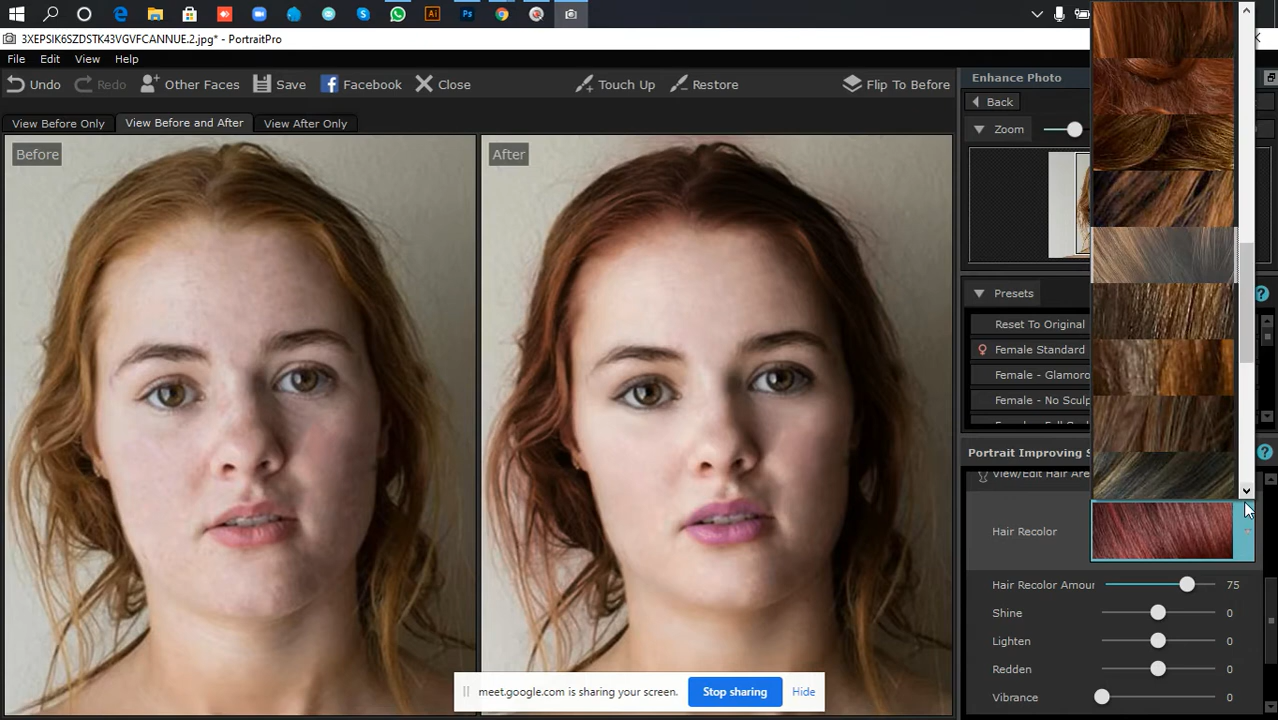 3XEPSIK6SZDSTK43VGVFCANNUE.2.jpg* - PortraitPro
File Edit View Help
Undo Redo Other Faces Save Facebook Close Touch Up Restore Flip To Before
Enhance Photo
Back
View Before Only View Before and After View After Only
Zoom
Before After
Presets
Reset To Original
Female Standard
Female - Glamoro
Female - No Sculp
Portrait Improving S
View/Edit Hair Are
Hair Recolor
Hair Recolor Amour 75
Shine 0
Lighten 0
Redden 0
Vibrance 0
meet.google.com is sharing your screen. Stop sharing Hide